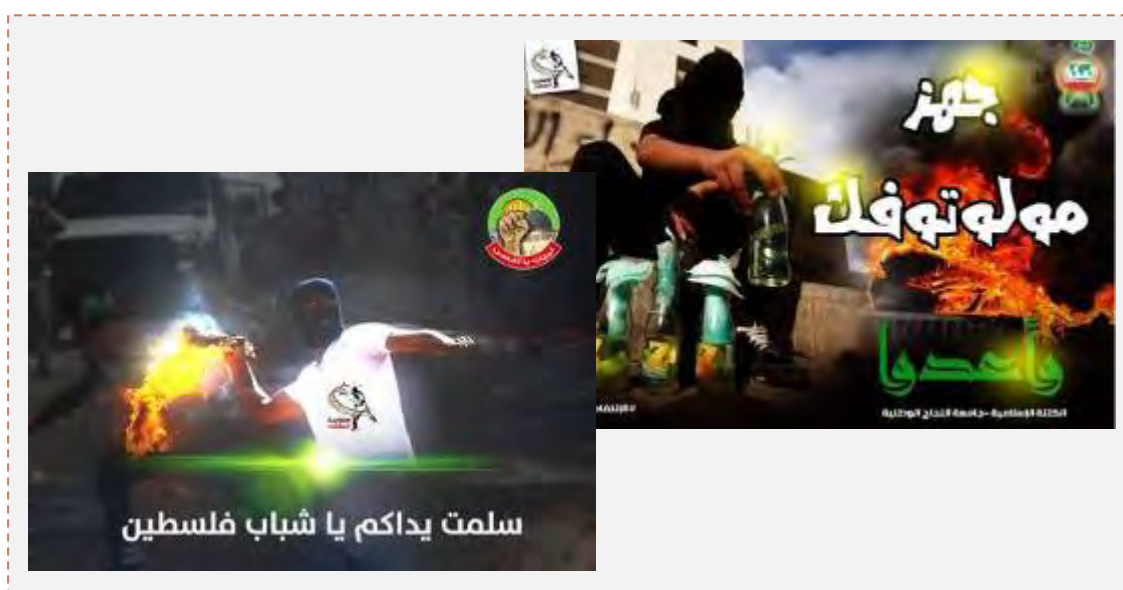 جهز
مولوتوفك
وأعدوا
الكتلة الإسلامية - جامعة النجاح الوطنية
سلمت يداكم يا شباب فلسطين